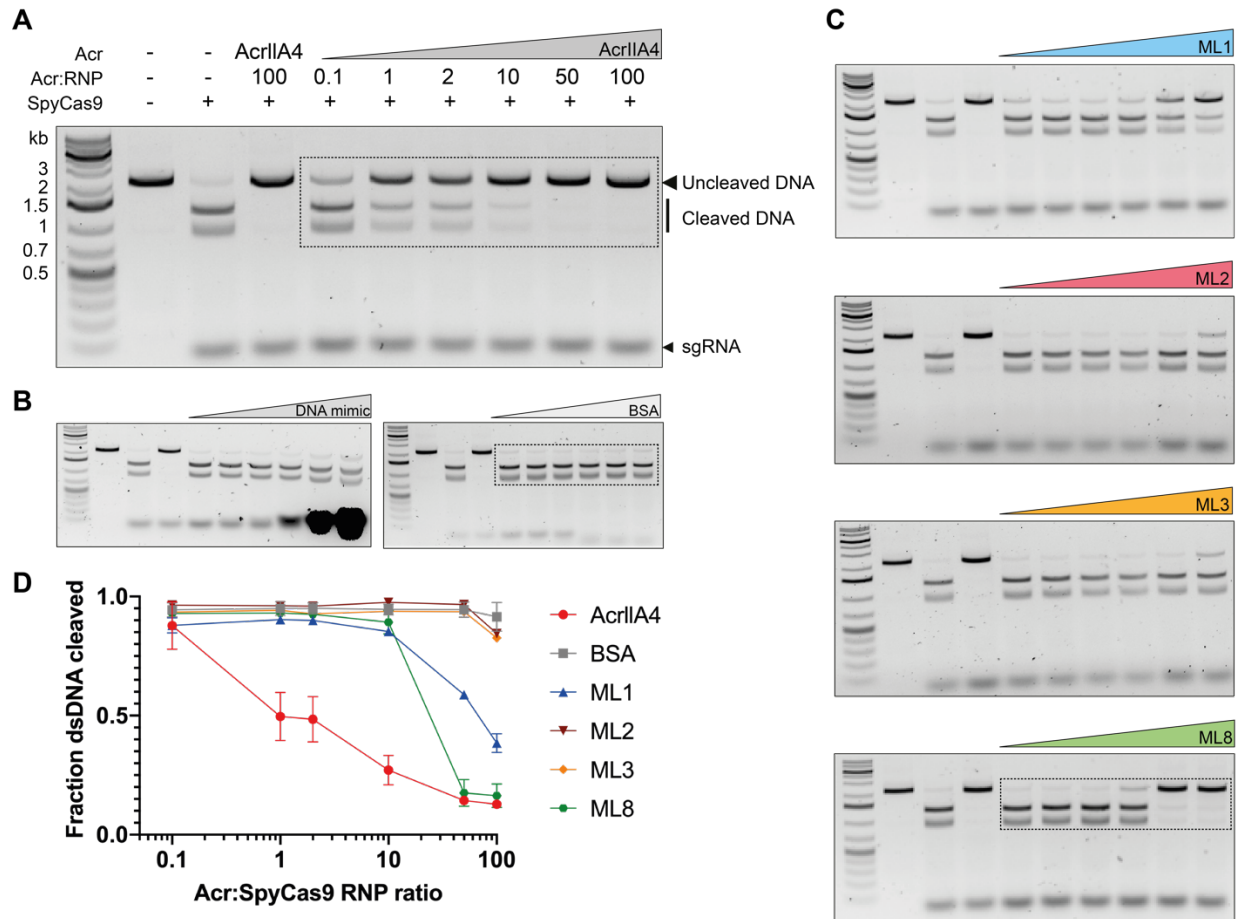 A
Acr - - AcrIIA4 AcrIIA4
Acr:RNP - - 100 0.1 1 2 10 50 100
SpyCas9 - + + + + + + + +
kb
3
2
1.5
1
0.7
0.5
Uncleaved DNA
Cleaved DNA
sgRNA
B
DNA mimic
BSA
C
ML1
ML2
ML3
ML8
D
Fraction dsDNA cleaved
1.0
0.5
0.0
0.1 1 10 100
Acr:SpyCas9 RNP ratio
AcrIIA4
BSA
ML1
ML2
ML3
ML8